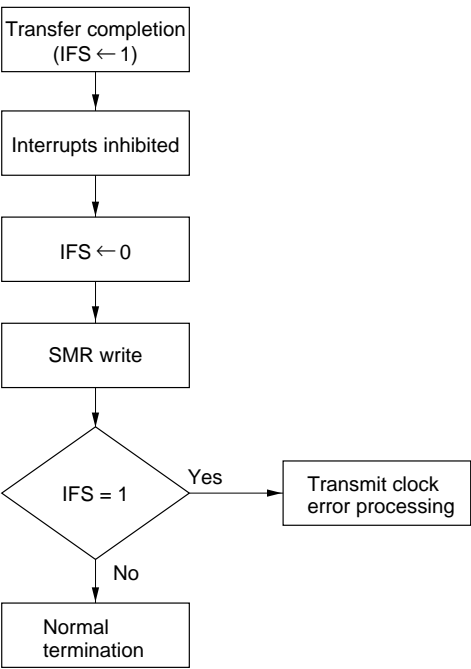 Transfer completion
(IFS ← 1)
Interrupts inhibited
IFS ← 0
SMR write
IFS = 1
Yes
Transmit clock
error processing
No
Normal
termination